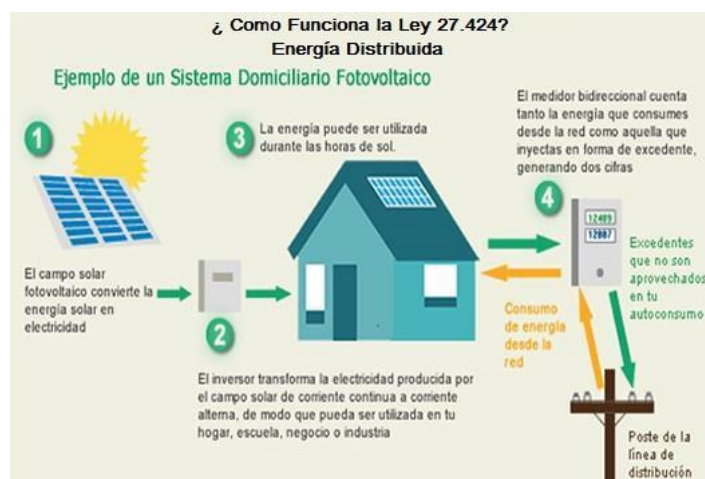 ¿ Como Funciona la Ley 27.424?
Energía Distribuida
Ejemplo de un Sistema Domiciliario Fotovoltaico
1
El campo solar
fotovoltaico convierte la
energía solar en
electricidad
2
El inversor transforma la electricidad producida por
el campo solar de corriente continua a corriente
alterna, de modo que pueda ser utilizada en tu
hogar, escuela, negocio o industria
3
La energía puede ser utilizada
durante las horas de sol.
El medidor bidireccional cuenta
tanto la energía que consumes
desde la red como aquella que
inyectas en forma de excedente,
generando dos cifras
4
12489
12807
Excedentes
que no son
aprovechados
en tu
autoconsumo
Consumo
de energía
desde la
red
Poste de la
línea de
distribución